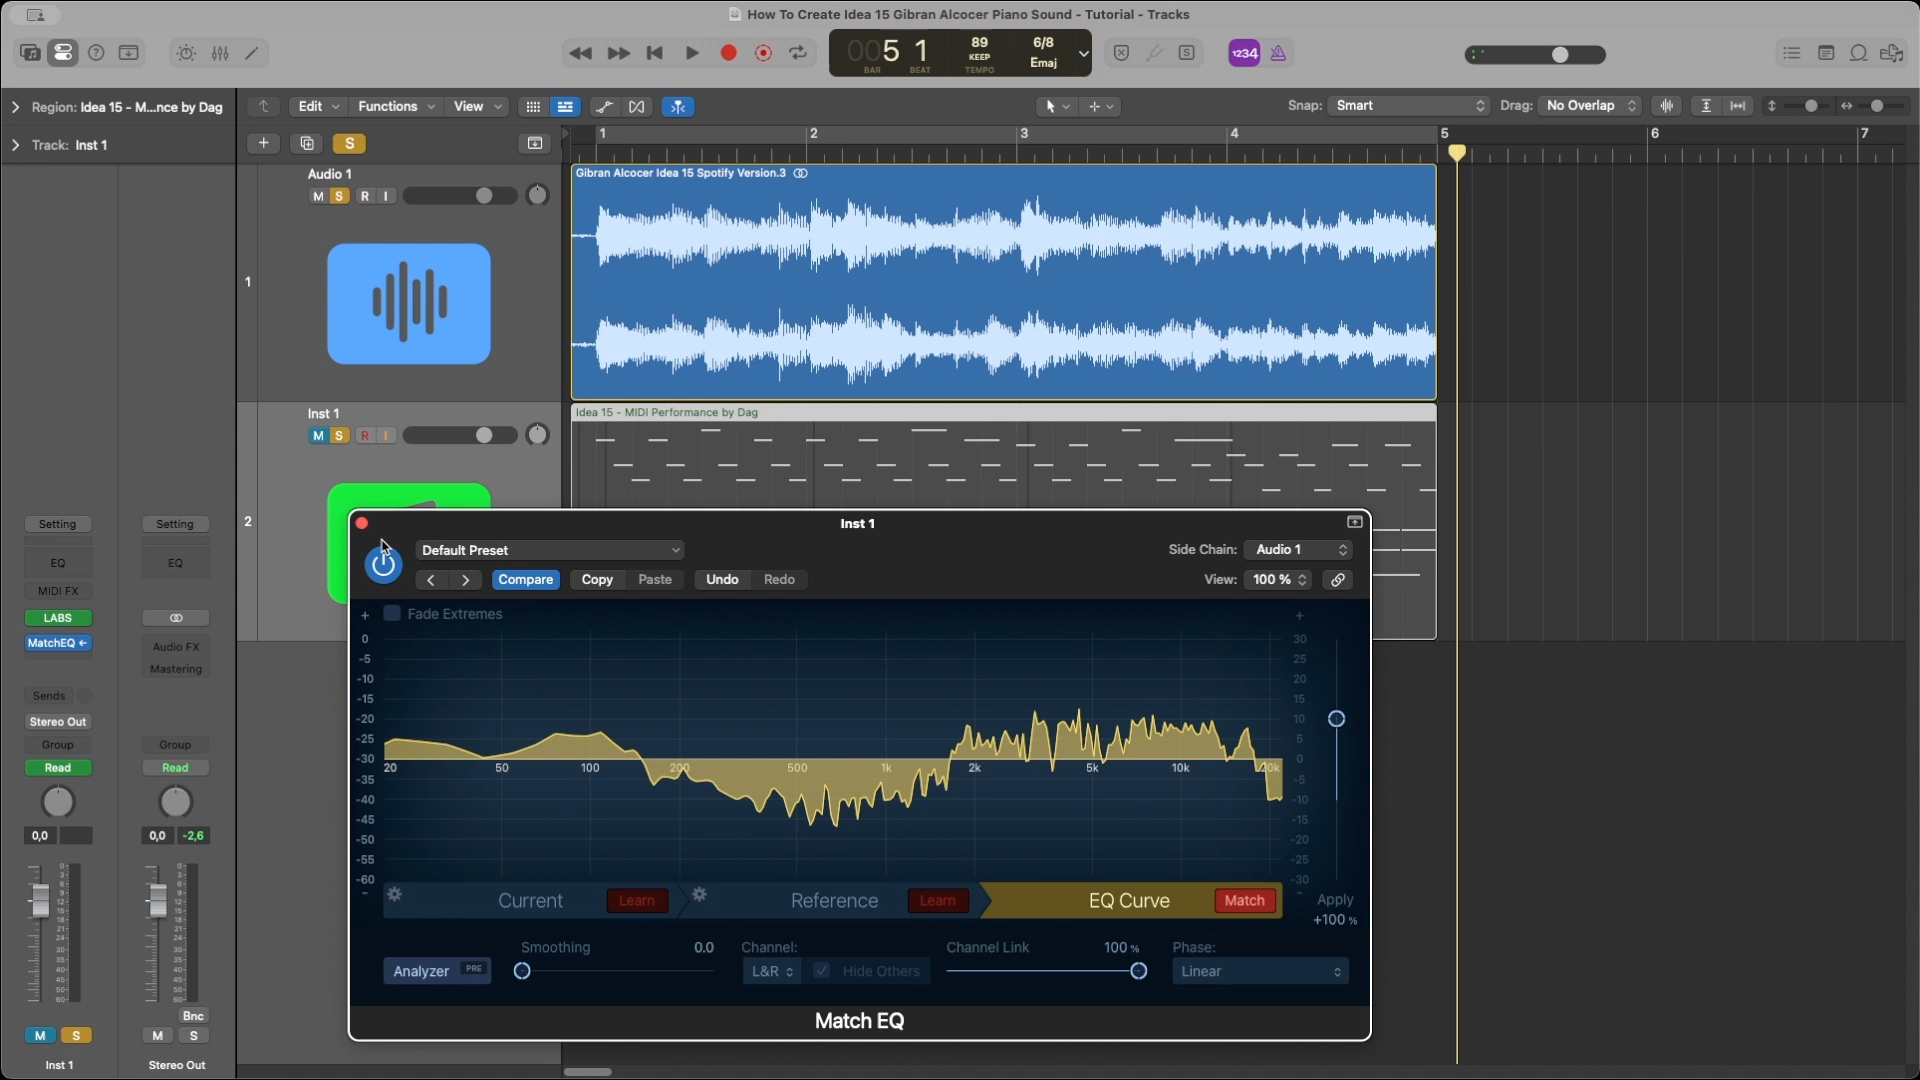 How To Create Idea 15 Gibran Alcocer Piano Sound - Tutorial - Tracks
005 1
BAR BEAT
89
KEEP
TEMPO
6/8
Emaj
1234
Region: Idea 15 - M...nce by Dag
Edit
Functions
View
Snap: Smart
Drag: No Overlap
Track: Inst 1
S
1 2 3 4 5 6 7
Audio 1
M S R I
1
Gibran Alcocer Idea 15 Spotify Version.3
Inst 1
M S R I
2
Idea 15 - MIDI Performance by Dag
Setting
EQ
MIDI FX
LABS
MatchEQ
Sends
Stereo Out
Group
Read
0,0
M S
Inst 1
Setting
EQ
Audio FX
Mastering
Group
Read
0,0 -2,6
Bnc
M S
Stereo Out
Inst 1
Default Preset
Side Chain: Audio 1
Compare
Copy
Paste
Undo
Redo
View: 100 %
+ Fade Extremes +
0 30
-5 25
-10 20
-15 15
-20 10
-25 5
-30 0
20 50 100 200 500 1k 2k 5k 10k 20k
-35 -5
-40 -10
-45 -15
-50 -20
-55 -25
-60 -30
Current Learn
Reference Learn
EQ Curve Match
Apply
+100 %
Analyzer PRE
Smoothing 0.0
Channel:
L&R Hide Others
Channel Link 100 %
Phase:
Linear
Match EQ